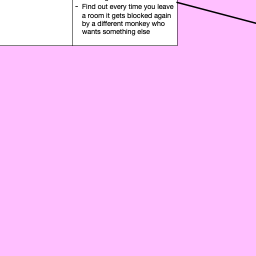 - Find out every time you leave
a room it gets blocked again
by a different monkey who
wants something else